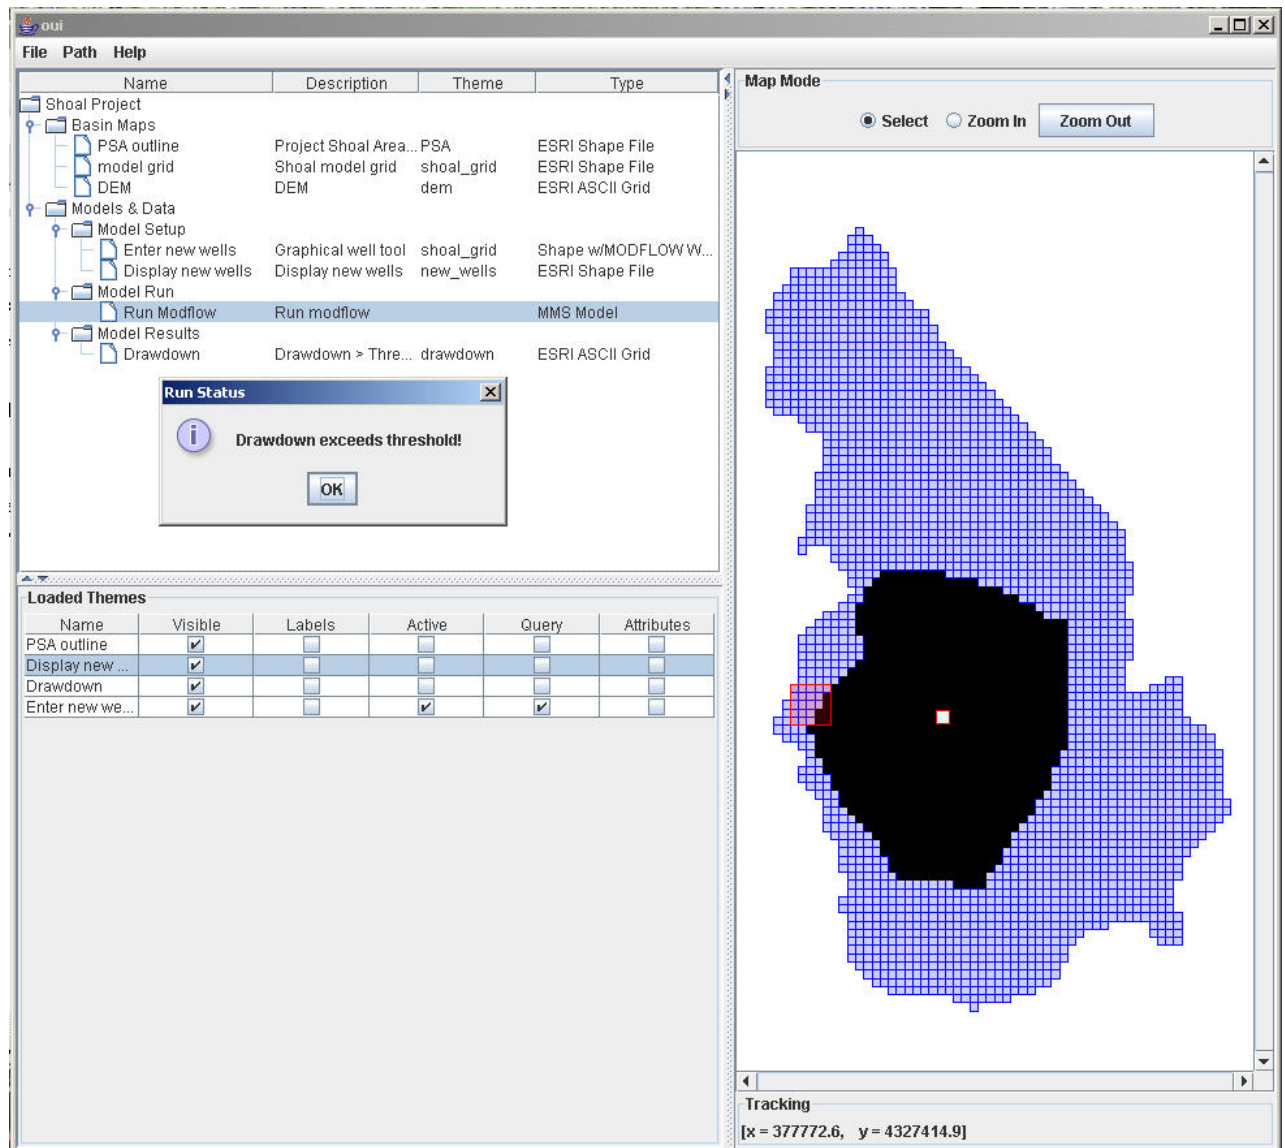 oui
File Path Help
Name Description Theme Type
Shoal Project
Basin Maps
PSA outline Project Shoal Area... PSA ESRI Shape File
model grid Shoal model grid shoal_grid ESRI Shape File
DEM DEM dem ESRI ASCII Grid
Models & Data
Model Setup
Enter new wells Graphical well tool shoal_grid Shape w/MODFLOW W...
Display new wells Display new wells new_wells ESRI Shape File
Model Run
Run Modflow Run modflow MMS Model
Model Results
Drawdown Drawdown > Thre... drawdown ESRI ASCII Grid
Run Status
i
Drawdown exceeds threshold!
OK
Loaded Themes
Name Visible Labels Active Query Attributes
PSA outline
Display new ...
Drawdown
Enter new we...
Map Mode
Select Zoom In Zoom Out
Tracking
[x = 377772.6, y = 4327414.9]